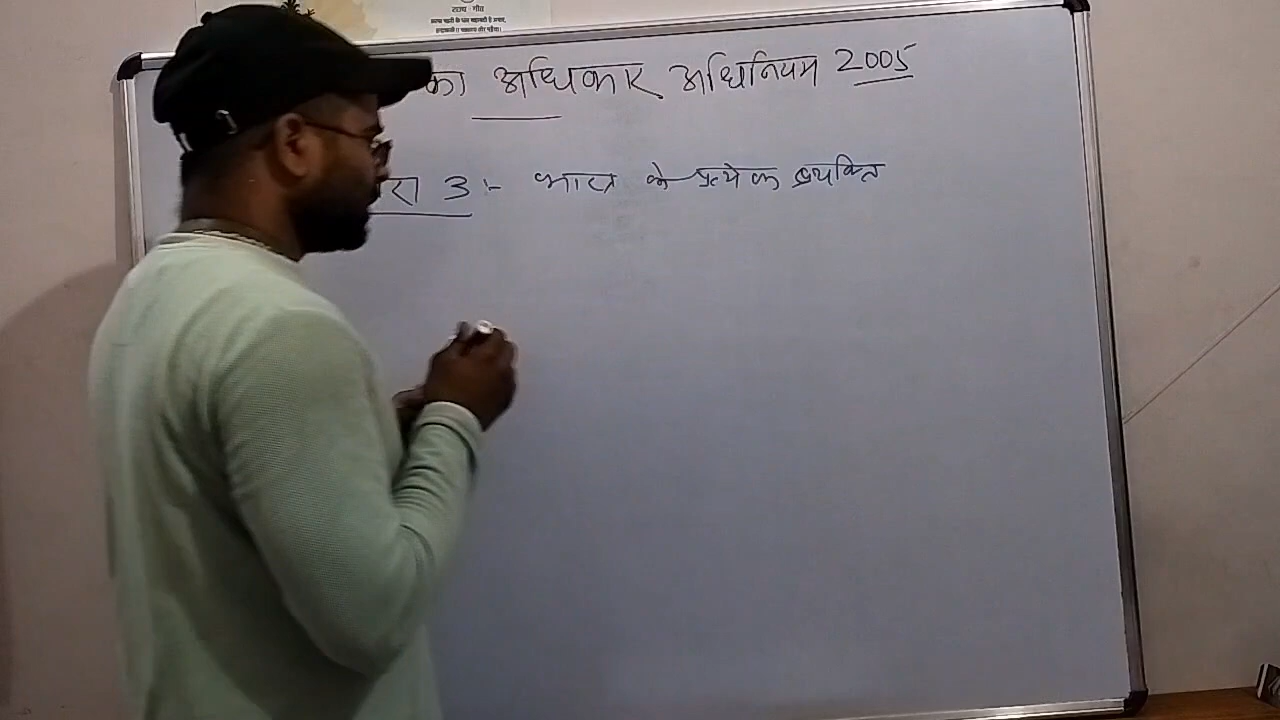 राज्य - गीत
का अधिकार अधिनियम 2005
रा 3 :- भारत के प्रत्येक व्यक्ति